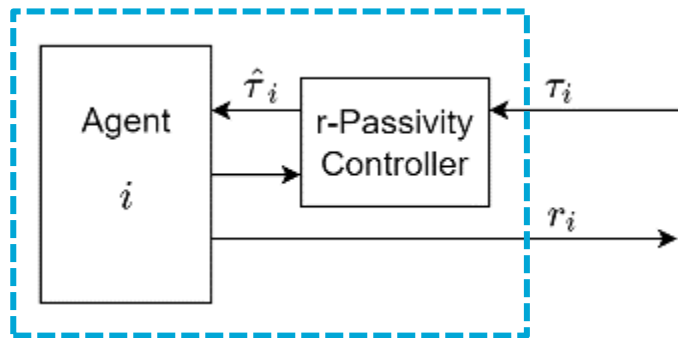 Agent
i
τ̂_i
r-Passivity
Controller
τ_i
r_i